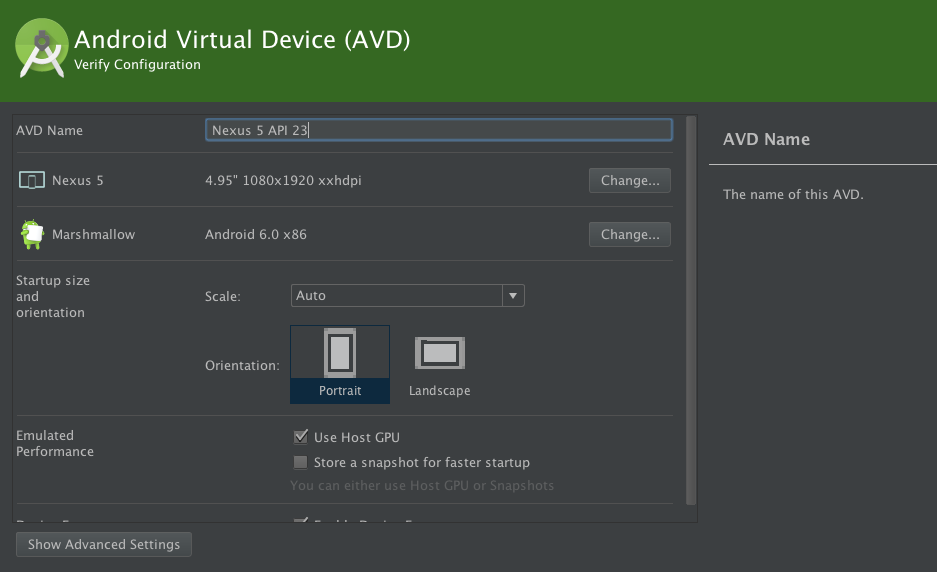 Android Virtual Device (AVD)
Verify Configuration
AVD Name
Nexus 5 API 23
Nexus 5
4.95" 1080x1920 xxhdpi
Change...
Marshmallow
Android 6.0 x86
Change...
Startup size
and
orientation
Scale:
Auto
Orientation:
Portrait
Landscape
Emulated
Performance
Use Host GPU
Store a snapshot for faster startup
You can either use Host GPU or Snapshots
Show Advanced Settings
AVD Name
The name of this AVD.